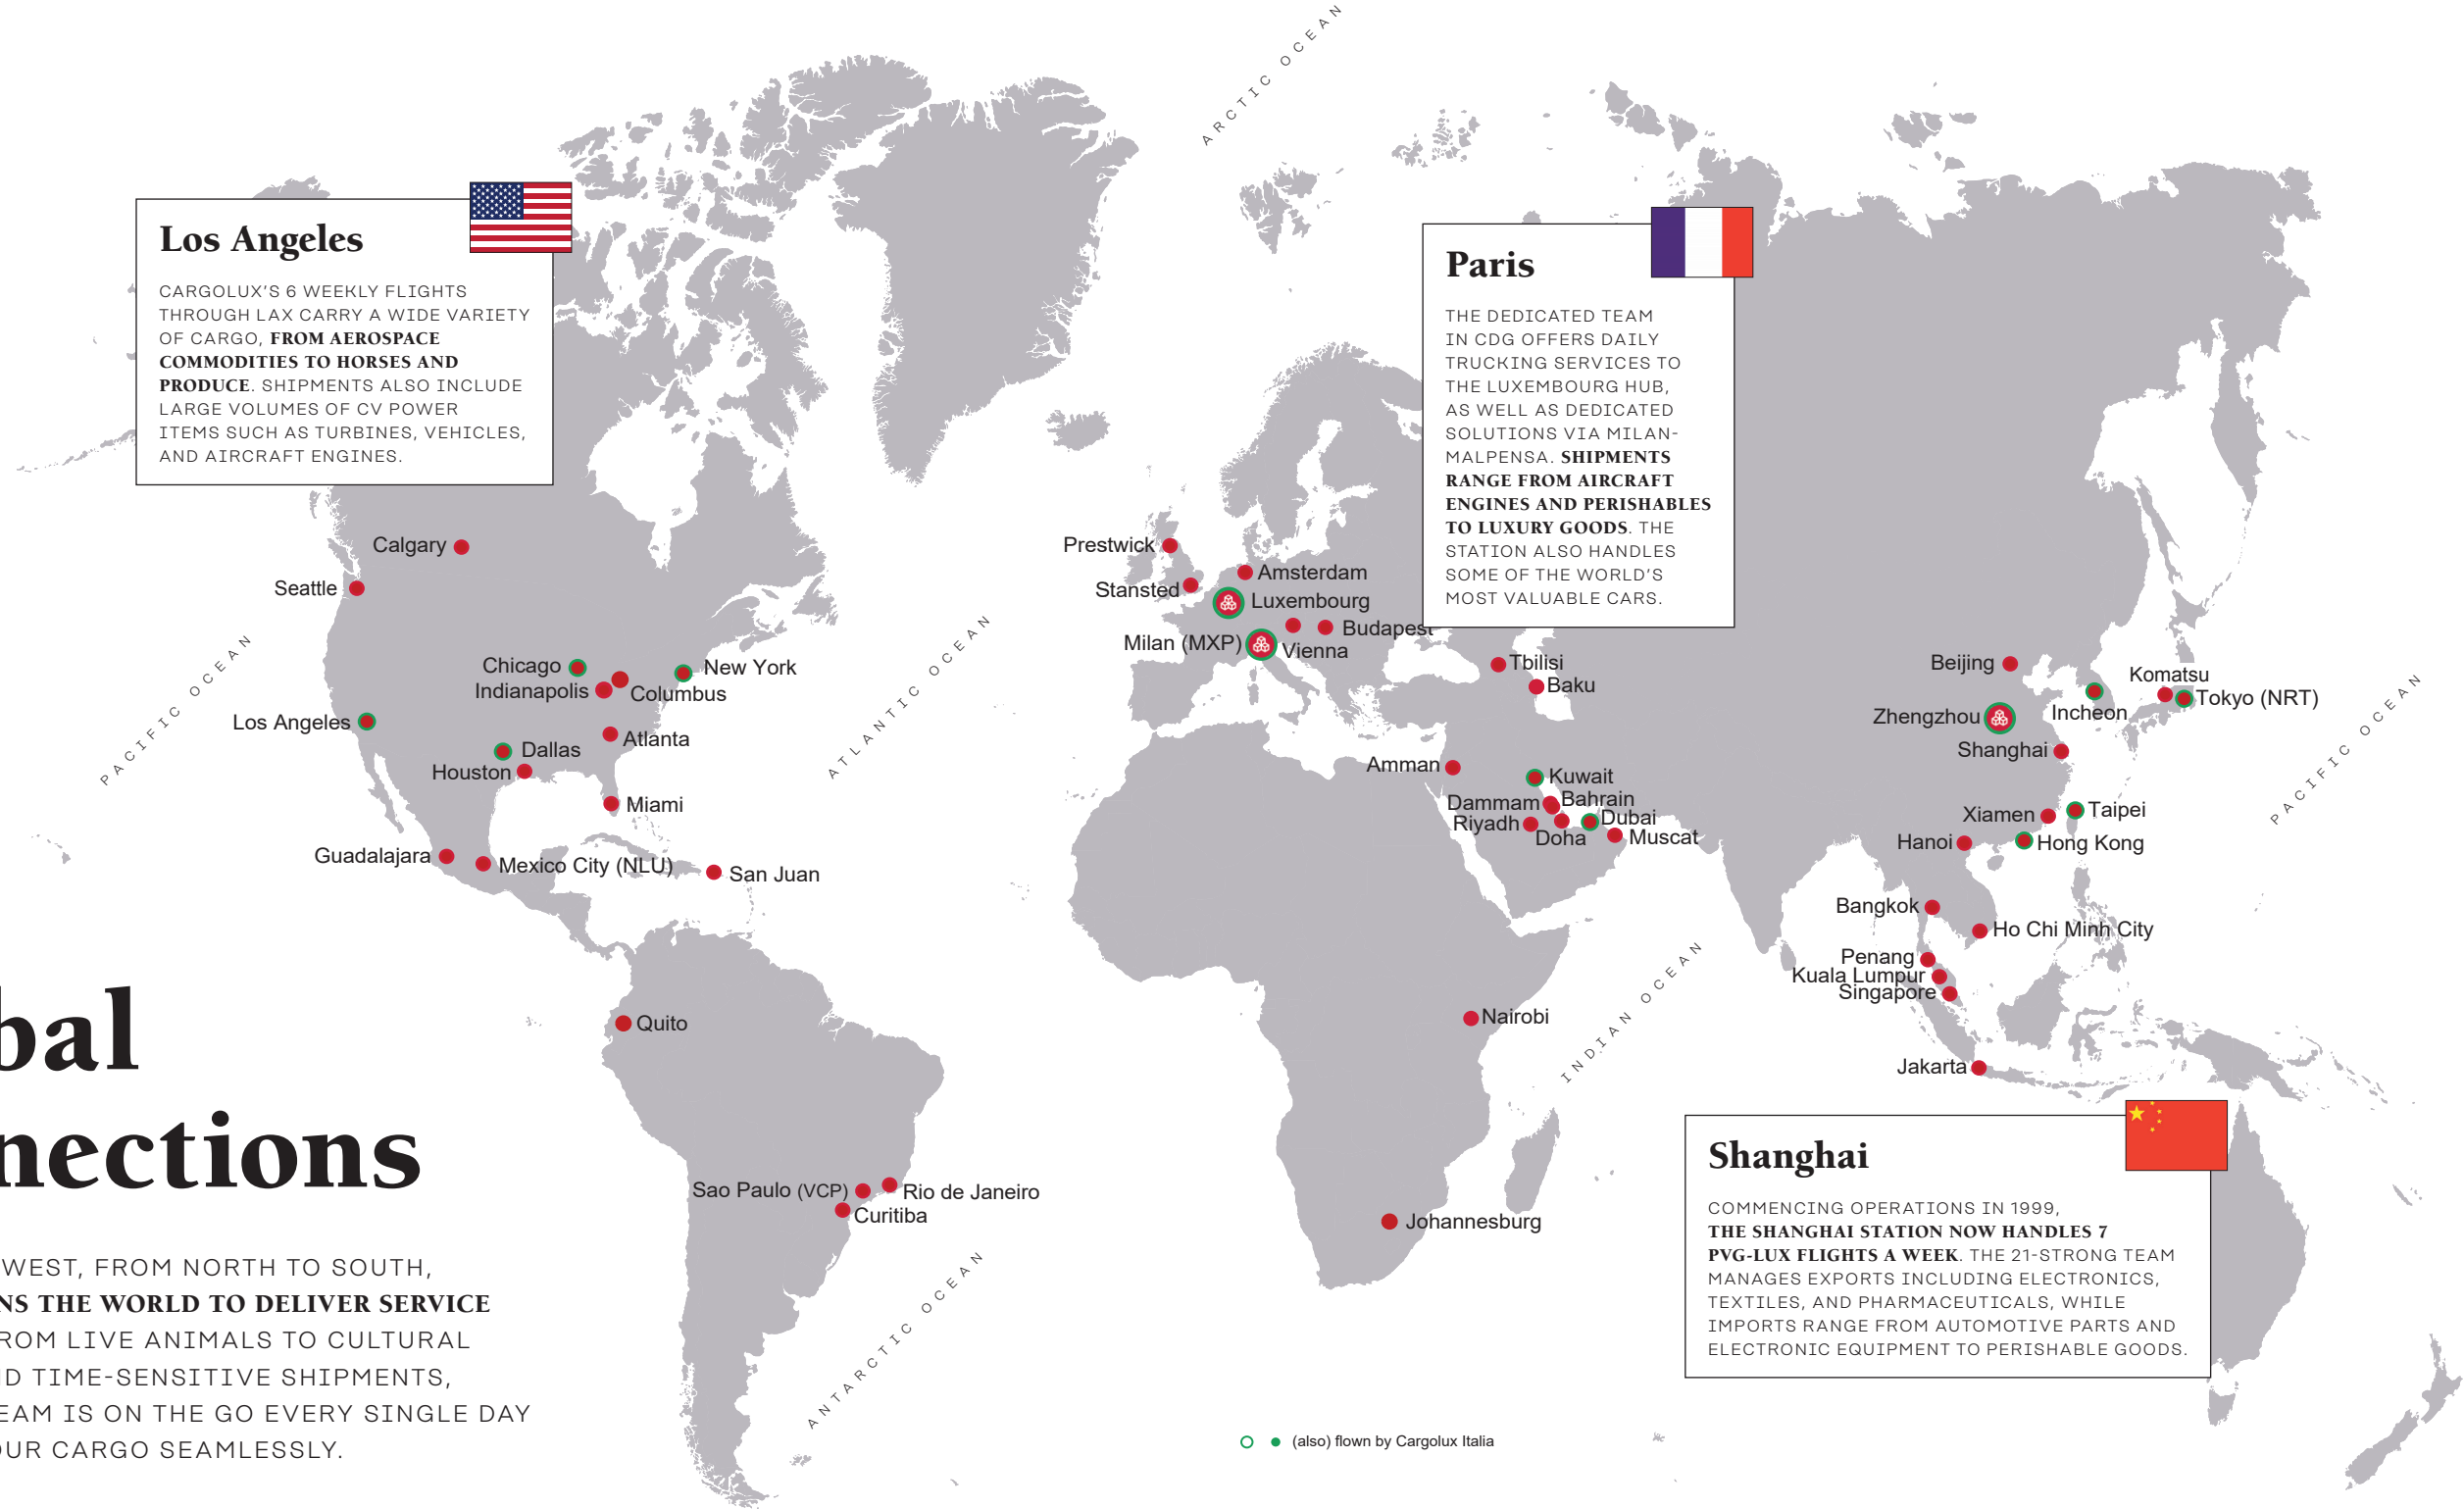 ARCTIC OCEAN
Los Angeles
CARGOLUX'S 6 WEEKLY FLIGHTS
THROUGH LAX CARRY A WIDE VARIETY
OF CARGO, FROM AEROSPACE
COMMODITIES TO HORSES AND
PRODUCE. SHIPMENTS ALSO INCLUDE
LARGE VOLUMES OF CV POWER
ITEMS SUCH AS TURBINES, VEHICLES,
AND AIRCRAFT ENGINES.
Paris
THE DEDICATED TEAM
IN CDG OFFERS DAILY
TRUCKING SERVICES TO
THE LUXEMBOURG HUB,
AS WELL AS DEDICATED
SOLUTIONS VIA MILAN-
MALPENSA. SHIPMENTS
RANGE FROM AIRCRAFT
ENGINES AND PERISHABLES
TO LUXURY GOODS. THE
STATION ALSO HANDLES
SOME OF THE WORLD'S
MOST VALUABLE CARS.
Calgary
Seattle
Chicago
New York
Indianapolis
Columbus
Los Angeles
Atlanta
Dallas
Houston
Miami
Guadalajara
Mexico City (NLU)
San Juan
PACIFIC OCEAN
ATLANTIC OCEAN
Prestwick
Stansted
Amsterdam
Luxembourg
Budapest
Milan (MXP)
Vienna
Tbilisi
Baku
Amman
Kuwait
Dammam
Bahrain
Riyadh
Doha
Dubai
Muscat
Beijing
Komatsu
Tokyo (NRT)
Incheon
Zhengzhou
Shanghai
Xiamen
Taipei
Hanoi
Hong Kong
PACIFIC OCEAN
Bangkok
Ho Chi Minh City
Penang
Kuala Lumpur
Singapore
Jakarta
INDIAN OCEAN
Quito
Nairobi
Sao Paulo (VCP)
Rio de Janeiro
Curitiba
Johannesburg
ANTARCTIC OCEAN
bal
nections
WEST, FROM NORTH TO SOUTH,
NS THE WORLD TO DELIVER SERVICE
ROM LIVE ANIMALS TO CULTURAL
D TIME-SENSITIVE SHIPMENTS,
EAM IS ON THE GO EVERY SINGLE DAY
OUR CARGO SEAMLESSLY.
Shanghai
COMMENCING OPERATIONS IN 1999,
THE SHANGHAI STATION NOW HANDLES 7
PVG-LUX FLIGHTS A WEEK. THE 21-STRONG TEAM
MANAGES EXPORTS INCLUDING ELECTRONICS,
TEXTILES, AND PHARMACEUTICALS, WHILE
IMPORTS RANGE FROM AUTOMOTIVE PARTS AND
ELECTRONIC EQUIPMENT TO PERISHABLE GOODS.
(also) flown by Cargolux Italia